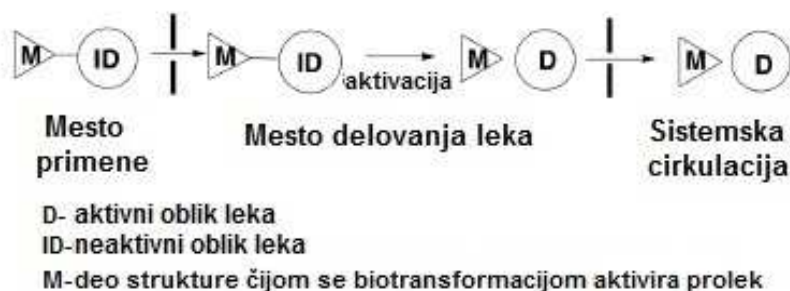 M ID M ID M D M D
aktivacija
Mesto primene
Mesto delovanja leka
Sistemska cirkulacija
D- aktivni oblik leka
ID-neaktivni oblik leka
M-deo strukture čijom se biotransformacijom aktivira prolek